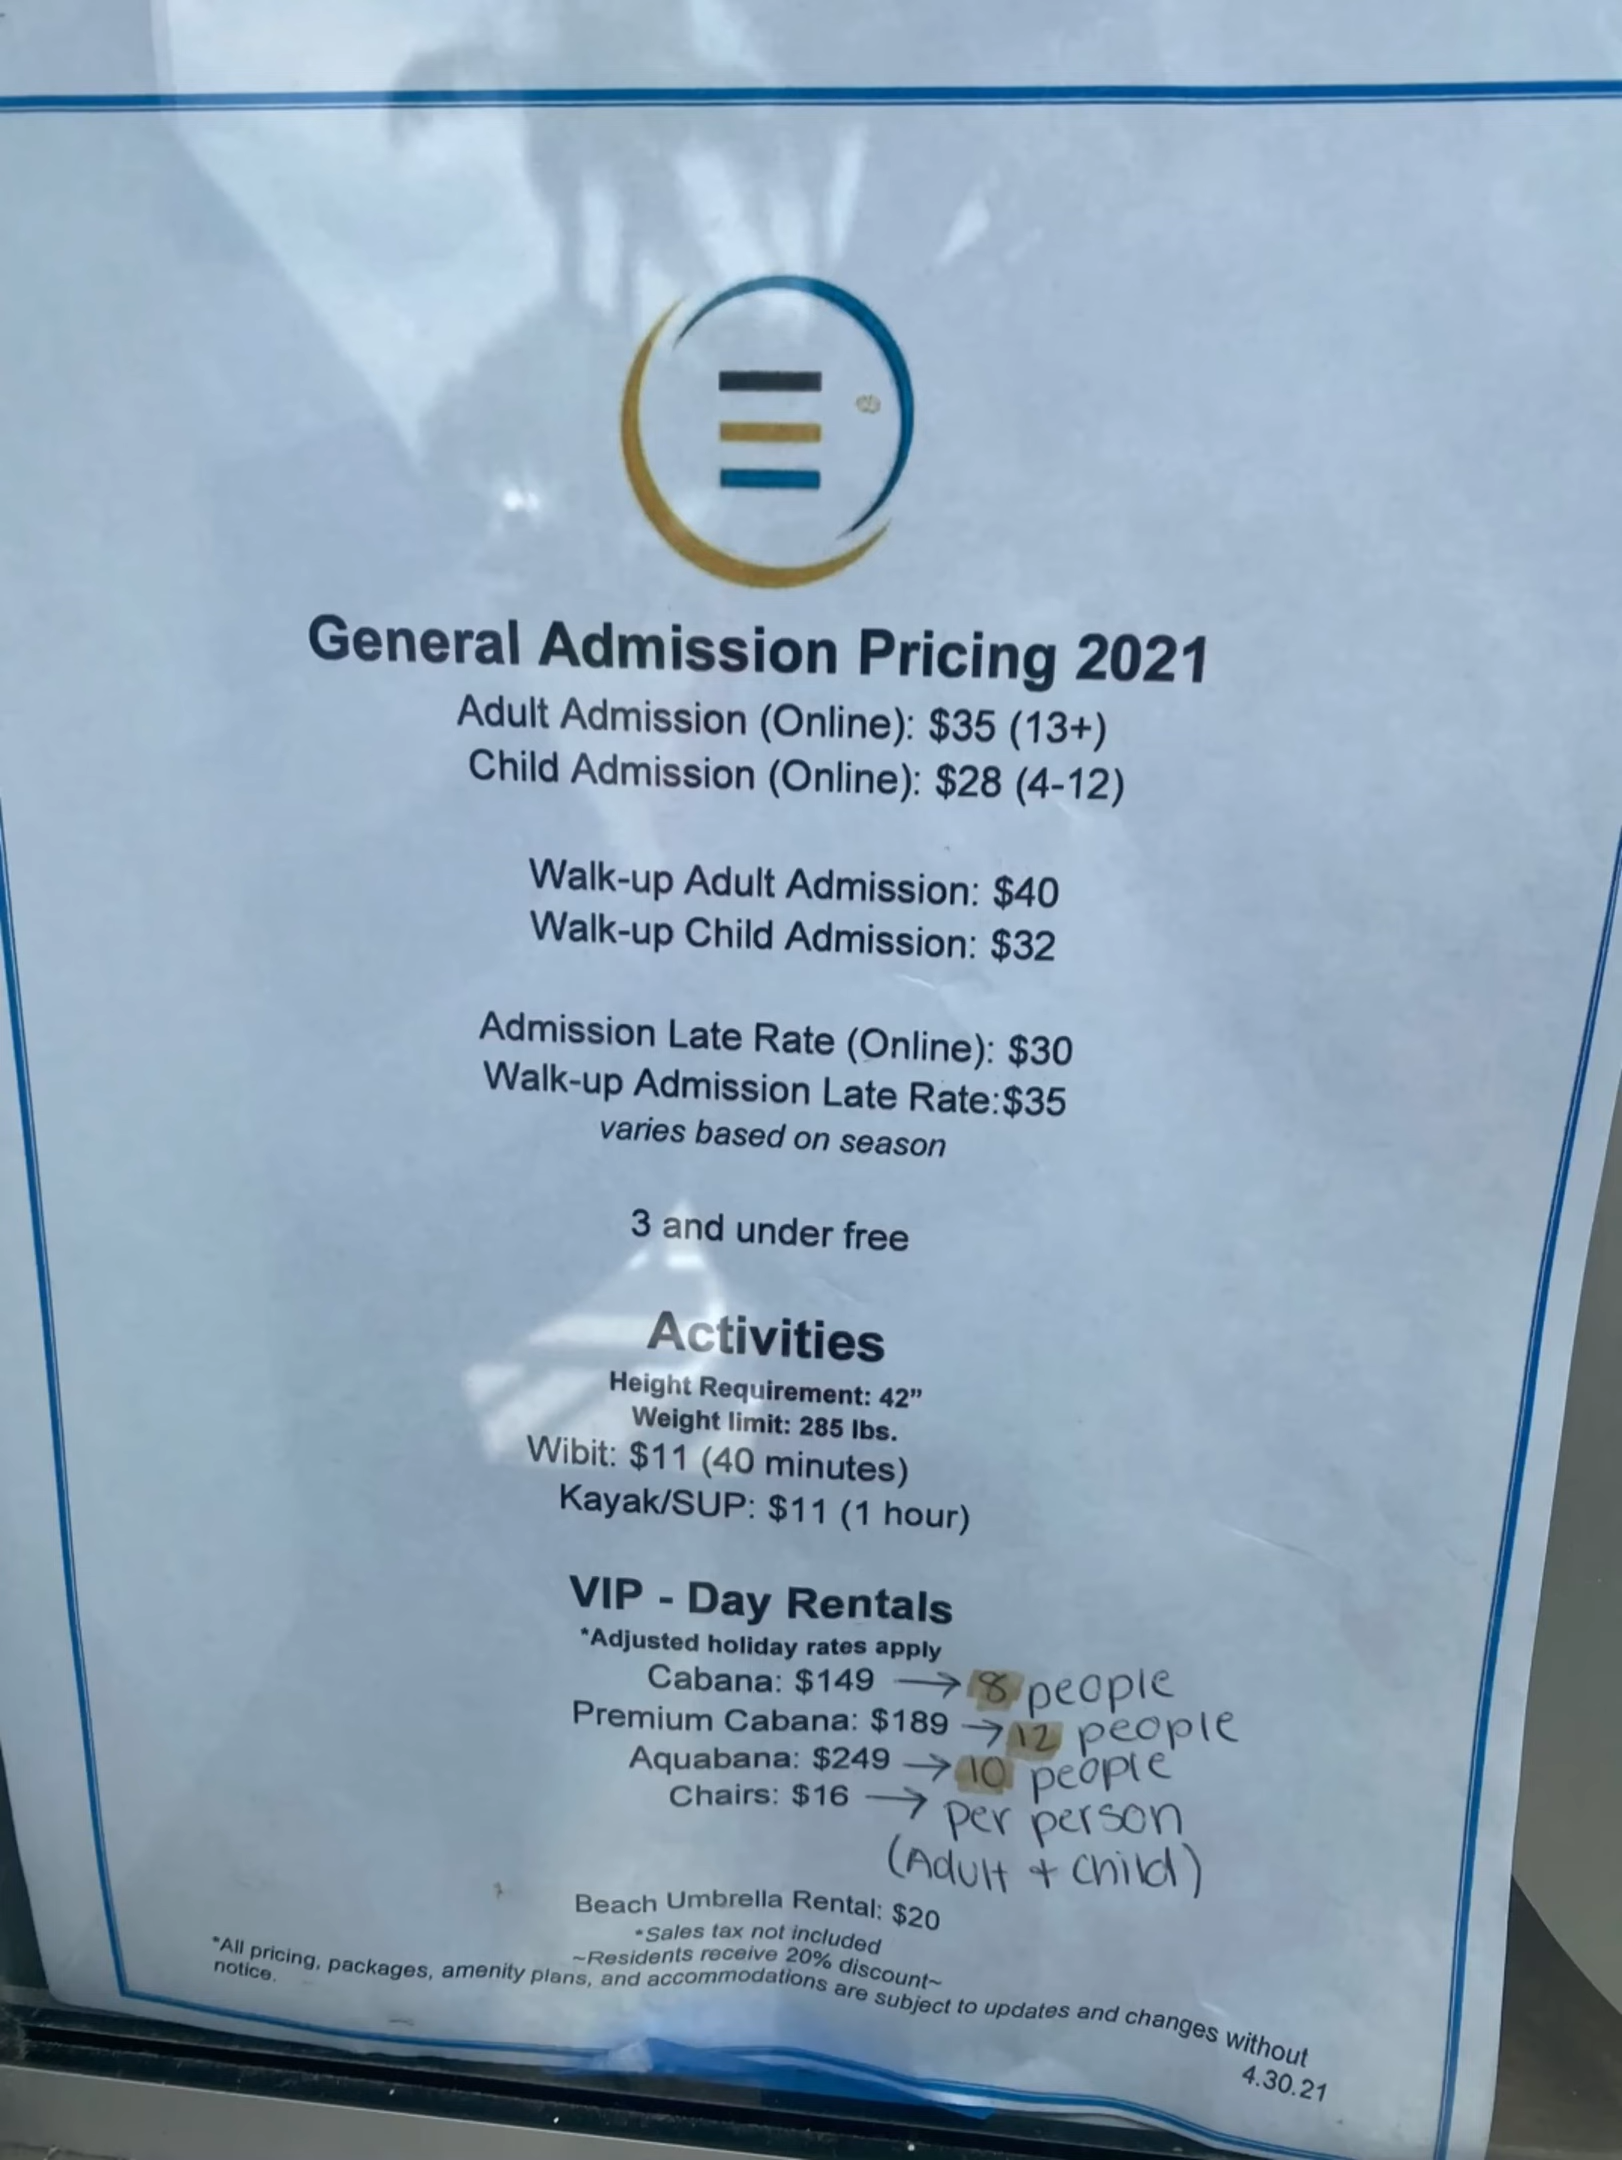 General Admission Pricing 2021
Adult Admission (Online): $35 (13+)
Child Admission (Online): $28 (4-12)
Walk-up Adult Admission: $40
Walk-up Child Admission: $32
Admission Late Rate (Online): $30
Walk-up Admission Late Rate:$35
varies based on season
3 and under free
Activities
Height Requirement: 42”
Weight limit: 285 lbs.
Wibit: $11 (40 minutes)
Kayak/SUP: $11 (1 hour)
VIP - Day Rentals
*Adjusted holiday rates apply
Cabana: $149 → 8 people
Premium Cabana: $189 → 12 people
Aquabana: $249 → 10 people
Chairs: $16 → per person
(Adult + child)
Beach Umbrella Rental: $20
*Sales tax not included
~Residents receive 20% discount~
*All pricing, packages, amenity plans, and accommodations are subject to updates and changes without
notice.
4.30.21